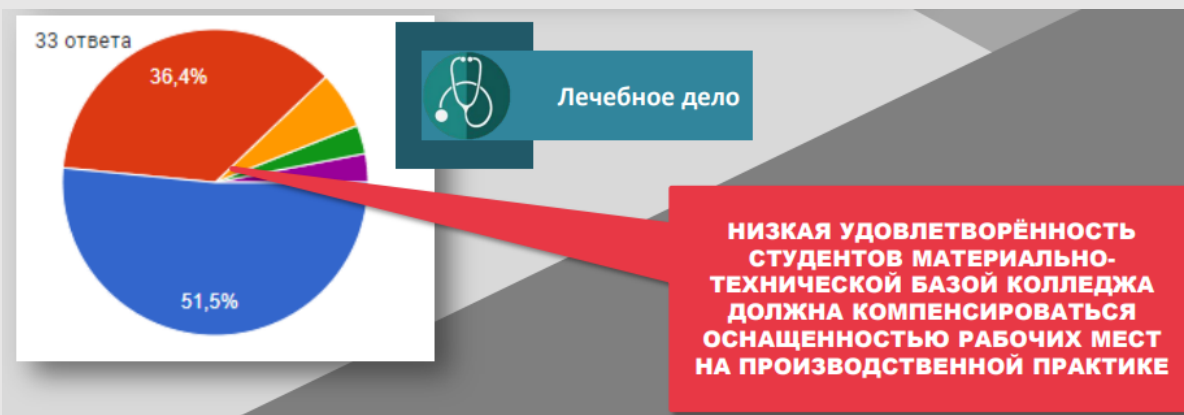 33 ответа
36,4%
51,5%
Лечебное дело
НИЗКАЯ УДОВЛЕТВОРЁННОСТЬ
СТУДЕНТОВ МАТЕРИАЛЬНО-
ТЕХНИЧЕСКОЙ БАЗОЙ КОЛЛЕДЖА
ДОЛЖНА КОМПЕНСИРОВАТЬСЯ
ОСНАЩЕННОСТЬЮ РАБОЧИХ МЕСТ
НА ПРОИЗВОДСТВЕННОЙ ПРАКТИКЕ